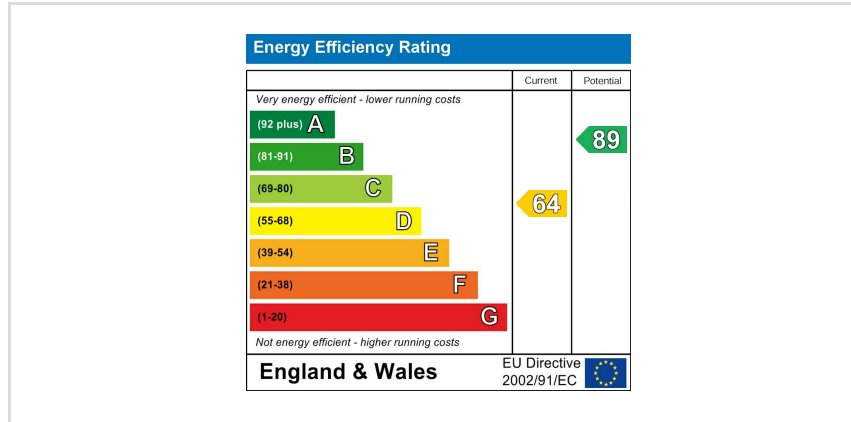 Energy Efficiency Rating
Current Potential
Very energy efficient - lower running costs
(92 plus) A
89
(81-91) B
(69-80) C
64
(55-68) D
(39-54) E
(21-38) F
(1-20) G
Not energy efficient - higher running costs
England & Wales
EU Directive
2002/91/EC